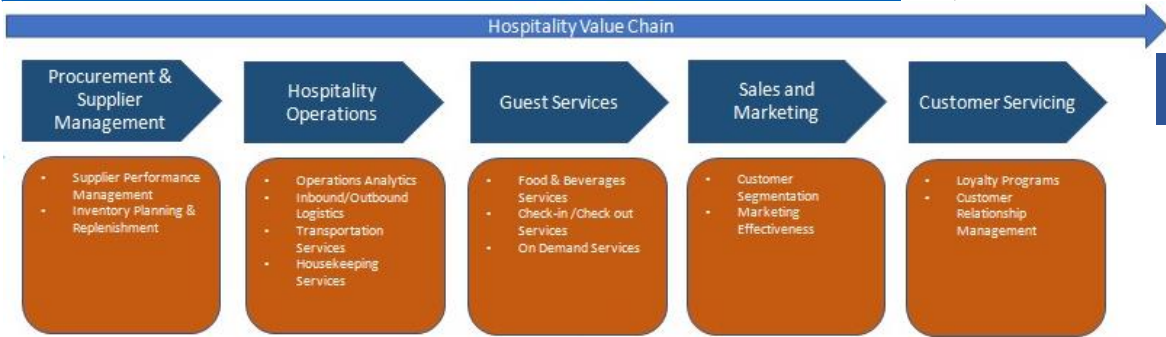 Hospitality Value Chain
Procurement &
Supplier
Management
Hospitality
Operations
Guest Services
Sales and
Marketing
Customer Servicing
• Supplier Performance
Management
• Inventory Planning &
Replenishment
• Operations Analytics
• Inbound/Outbound
Logistics
• Transportation
Services
• Housekeeping
Services
• Food & Beverages
Services
• Check-in /Check out
Services
• On Demand Services
• Customer
Segmentation
• Marketing
Effectiveness
• Loyalty Programs
• Customer
Relationship
Management